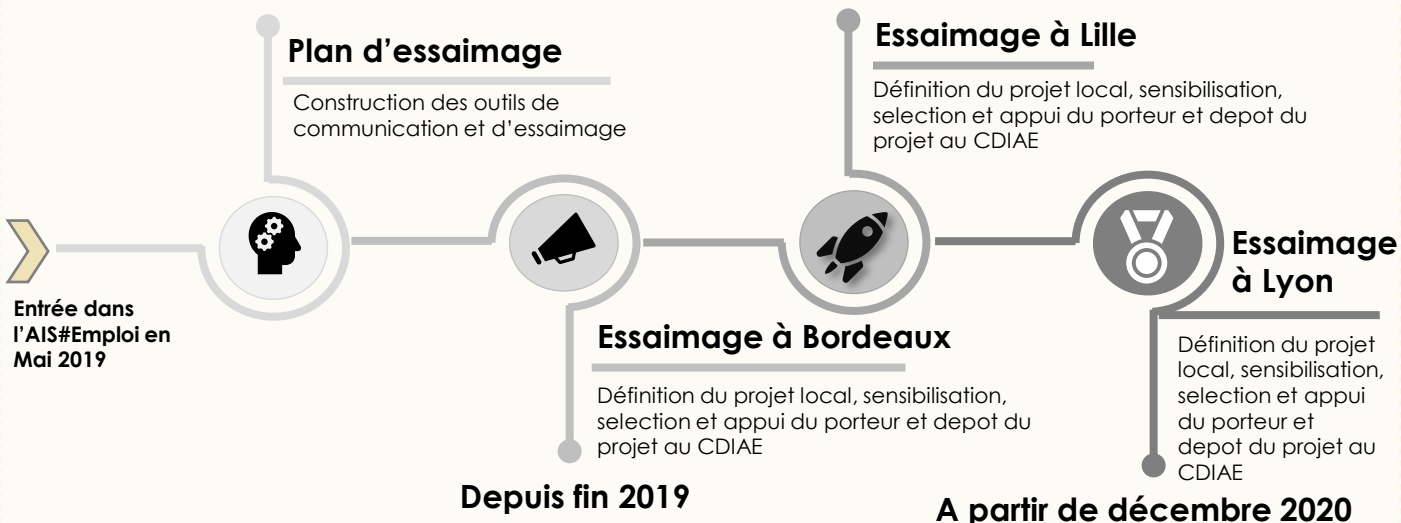 Plan d'essaimage
Construction des outils de
communication et d'essaimage
Essaimage à Lille
Définition du projet local, sensibilisation,
selection et appui du porteur et depot du
projet au CDIAE
Entrée dans
l'AIS#Emploi en
Mai 2019
Essaimage à Bordeaux
Définition du projet local, sensibilisation,
selection et appui du porteur et depot du
projet au CDIAE
Depuis fin 2019
Essaimage
à Lyon
Définition du projet
local, sensibilisation,
selection et appui
du porteur et
depot du projet au
CDIAE
A partir de décembre 2020